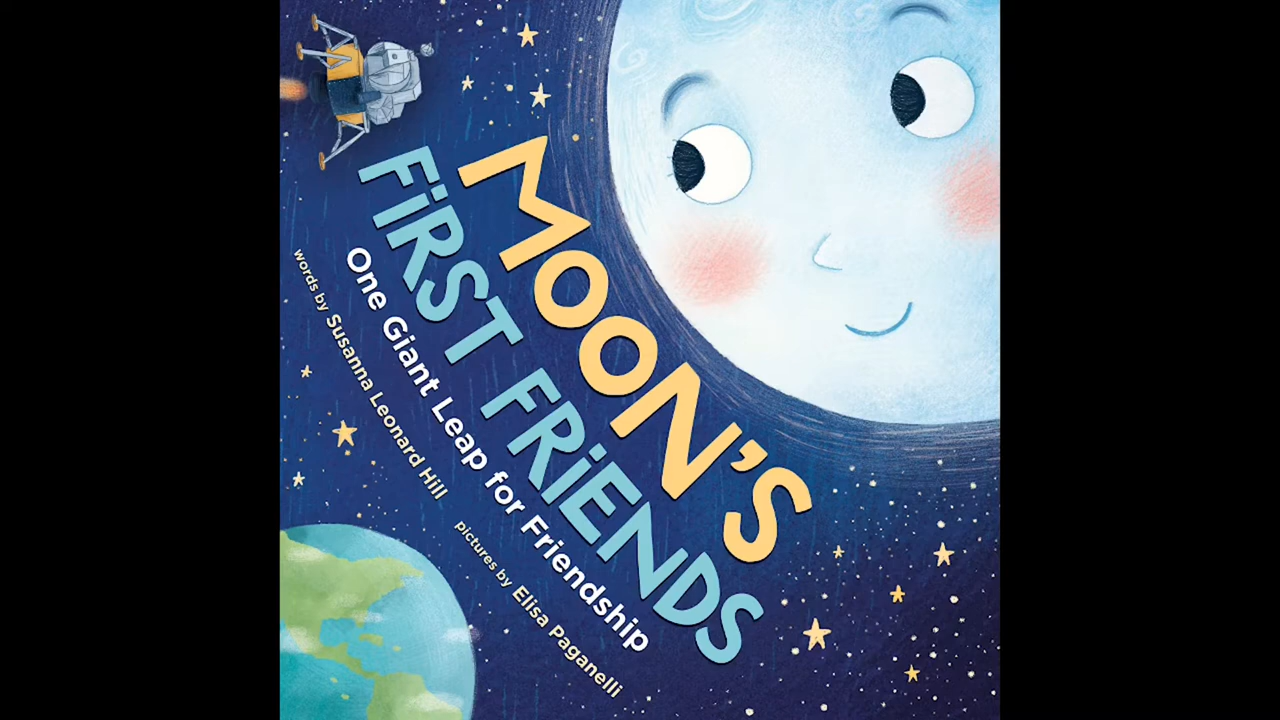 MOON'S
FiRST FRiENDS
One Giant Leap for Friendship
words by Susanna Leonard Hill
pictures by Elisa Paganelli